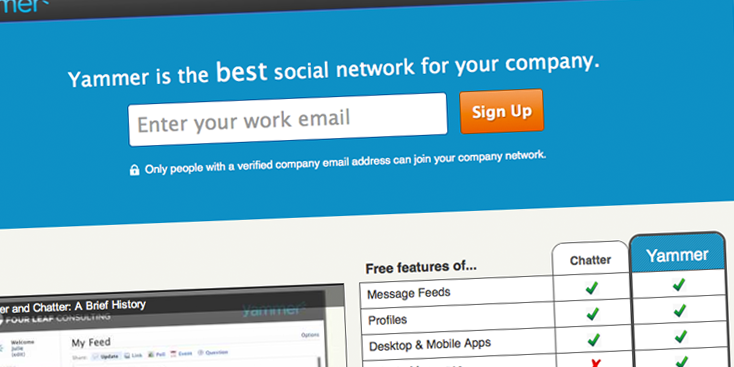 Yammer is the best social network for your company.
Enter your work email
Sign Up
Only people with a verified company email address can join your company network.
er and Chatter: A Brief History
FOUR LEAF CONSULTING
yammer
Welcome
Julie
(edit)
My Feed
Options
Share:
Update
Link
Poll
Event
Question
Free features of...
Chatter
Yammer
Message Feeds
Profiles
Desktop & Mobile Apps